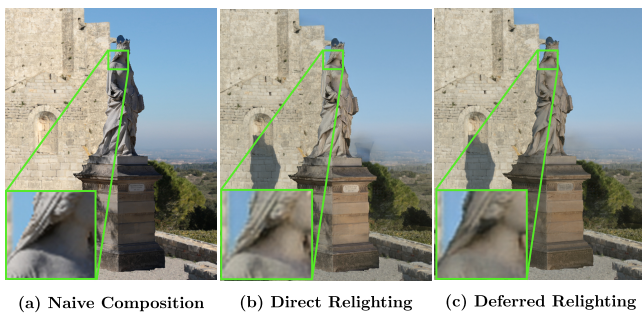 (a) Naive Composition
(b) Direct Relighting
(c) Deferred Relighting